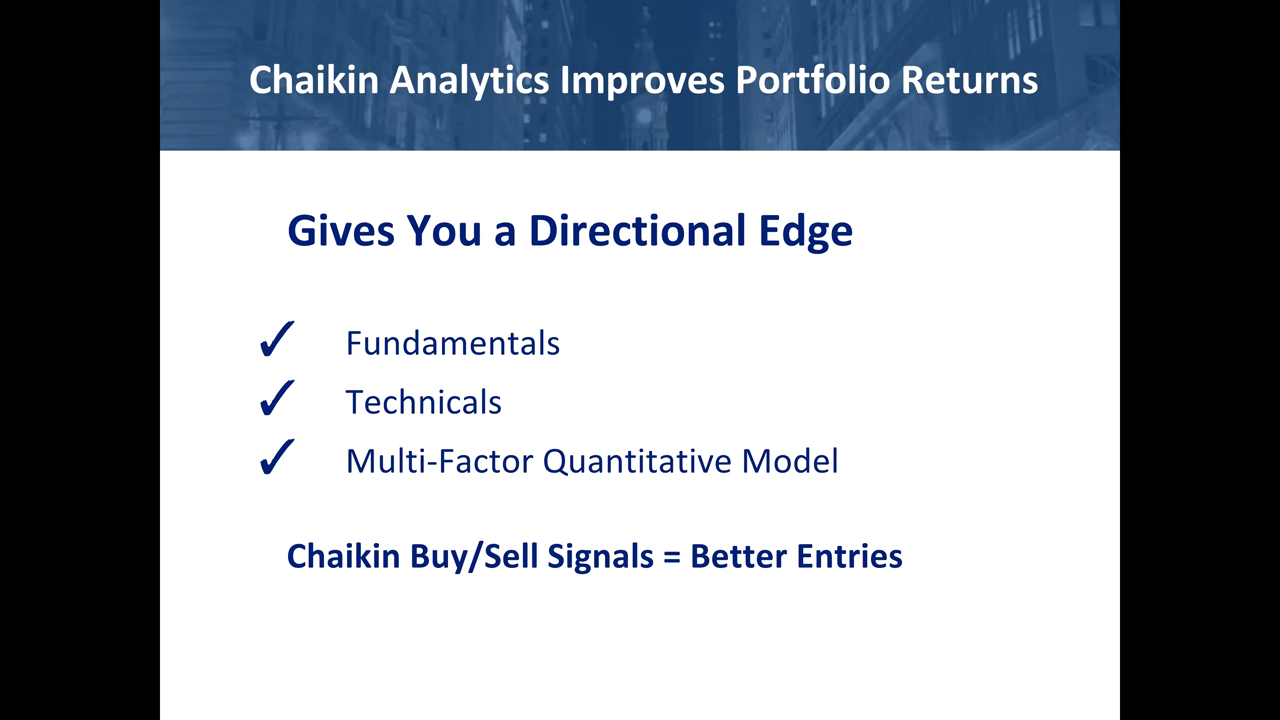 Chaikin Analytics Improves Portfolio Returns
Gives You a Directional Edge
✓ Fundamentals
✓ Technicals
✓ Multi-Factor Quantitative Model
Chaikin Buy/Sell Signals = Better Entries